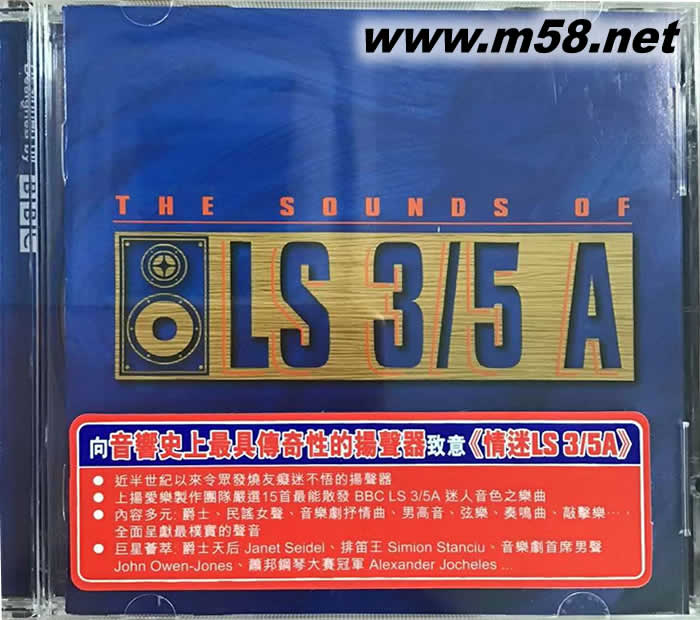 www.m58.net
Designed by BBC
THE SOUNDS OF
LS 3/5 A
向音響史上最具傳奇性的揚聲器致意《情迷LS 3/5A》
• 近半世紀以來令眾發燒友癡迷不悟的揚聲器
• 上揚愛樂製作團隊嚴選15首最能散發 BBC LS 3/5A 迷人音色之樂曲
• 內容多元: 爵士、民謠女聲、音樂劇抒情曲、男高音、弦樂、奏鳴曲、敲擊樂…,
全面呈獻最樸實的聲音
• 巨星薈萃: 爵士天后 Janet Seidel、排笛王 Simion Stanciu、音樂劇首席男聲
John Owen-Jones、蕭邦鋼琴大賽冠軍 Alexander Jocheles ...